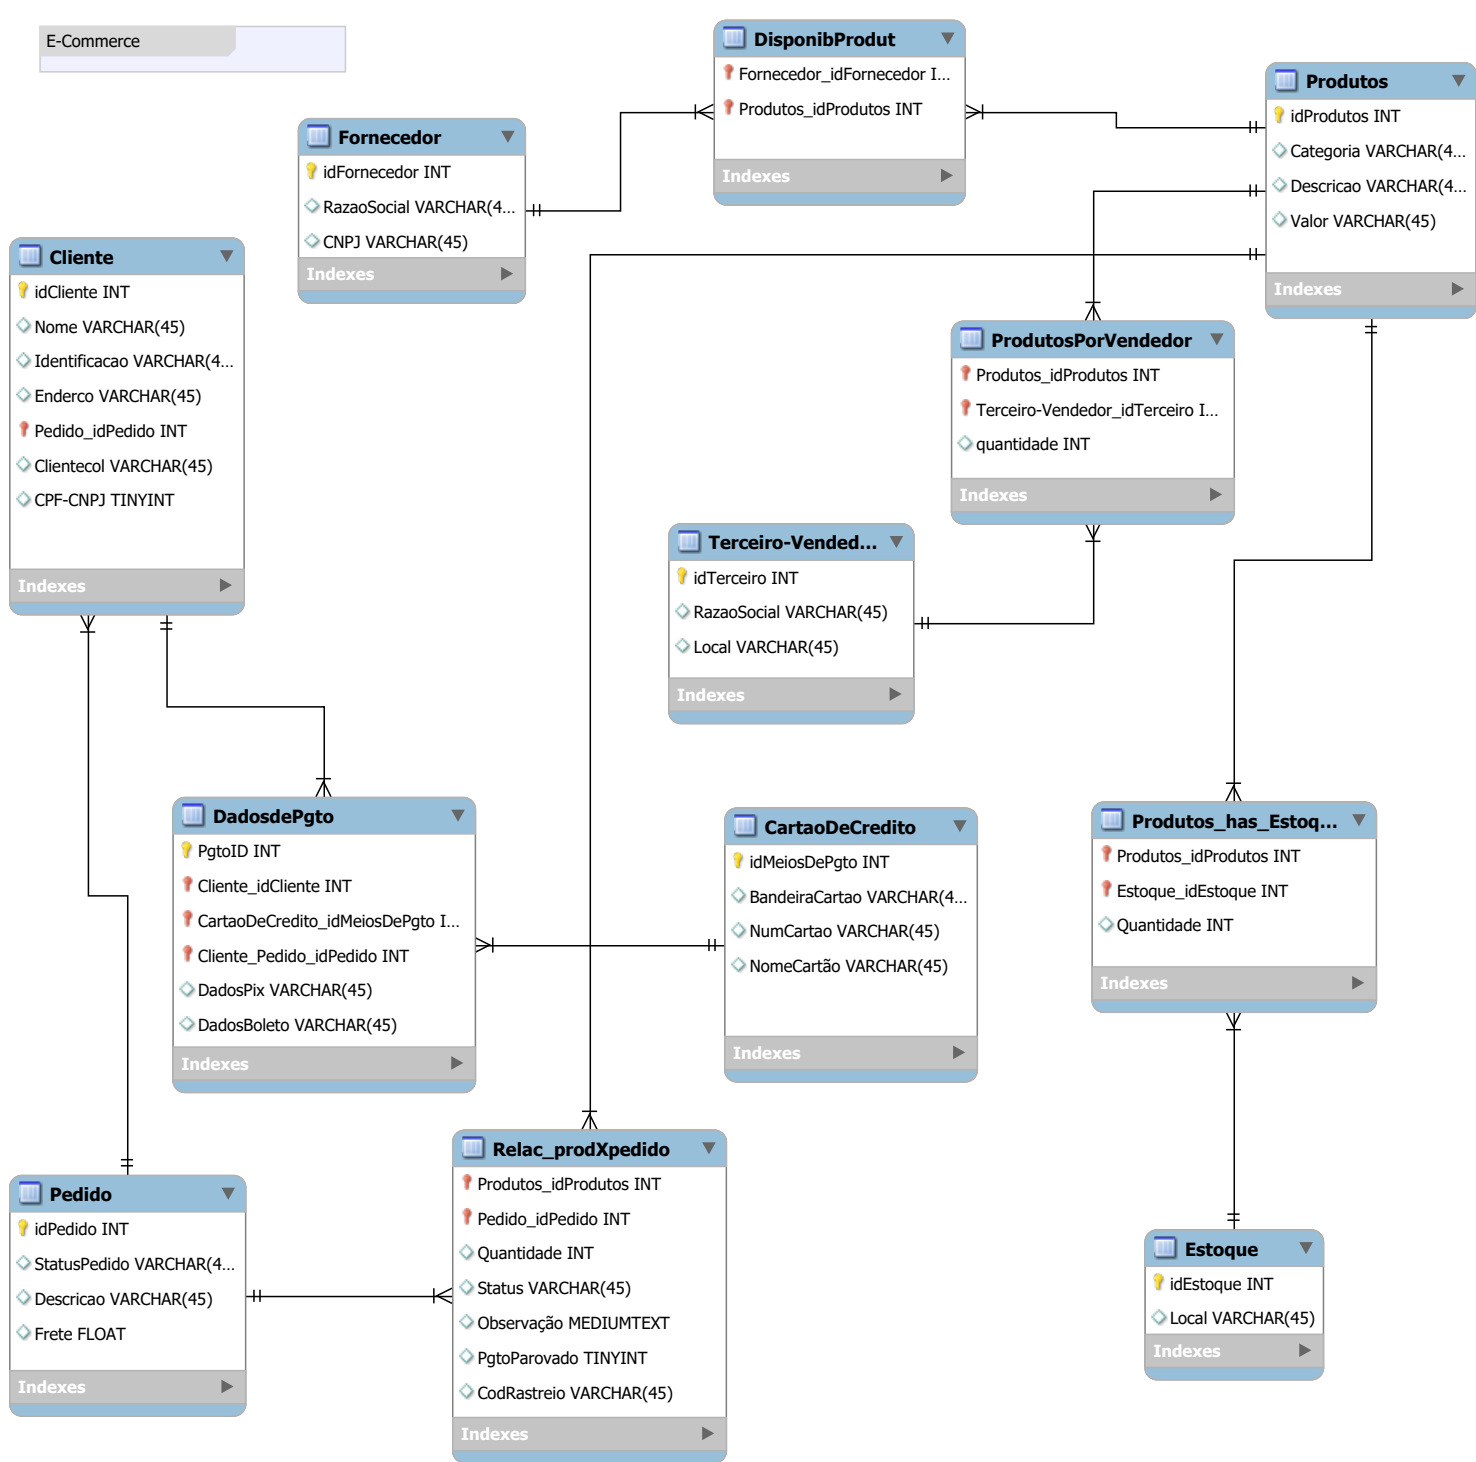 E-Commerce
DisponibProdut
Fornecedor_idFornecedor I...
Produtos_idProdutos INT
Indexes
Produtos
idProdutos INT
Categoria VARCHAR(4...
Descricao VARCHAR(4...
Valor VARCHAR(45)
Indexes
Fornecedor
idFornecedor INT
RazaoSocial VARCHAR(4...
CNPJ VARCHAR(45)
Indexes
Cliente
idCliente INT
Nome VARCHAR(45)
Identificacao VARCHAR(4...
Enderco VARCHAR(45)
Pedido_idPedido INT
Clientecol VARCHAR(45)
CPF-CNPJ TINYINT
Indexes
ProdutosPorVendedor
Produtos_idProdutos INT
Terceiro-Vendedor_idTerceiro I...
quantidade INT
Indexes
Terceiro-Vended...
idTerceiro INT
RazaoSocial VARCHAR(45)
Local VARCHAR(45)
Indexes
DadosdePgto
PgtoID INT
Cliente_idCliente INT
CartaoDeCredito_idMeiosDePgto I...
Cliente_Pedido_idPedido INT
DadosPix VARCHAR(45)
DadosBoleto VARCHAR(45)
Indexes
CartaoDeCredito
idMeiosDePgto INT
BandeiraCartao VARCHAR(4...
NumCartao VARCHAR(45)
NomeCartão VARCHAR(45)
Indexes
Produtos_has_Estoq...
Produtos_idProdutos INT
Estoque_idEstoque INT
Quantidade INT
Indexes
Relac_prodXpedido
Produtos_idProdutos INT
Pedido_idPedido INT
Quantidade INT
Status VARCHAR(45)
Observação MEDIUMTEXT
PgtoParovado TINYINT
CodRastreio VARCHAR(45)
Indexes
Pedido
idPedido INT
StatusPedido VARCHAR(4...
Descricao VARCHAR(45)
Frete FLOAT
Indexes
Estoque
idEstoque INT
Local VARCHAR(45)
Indexes